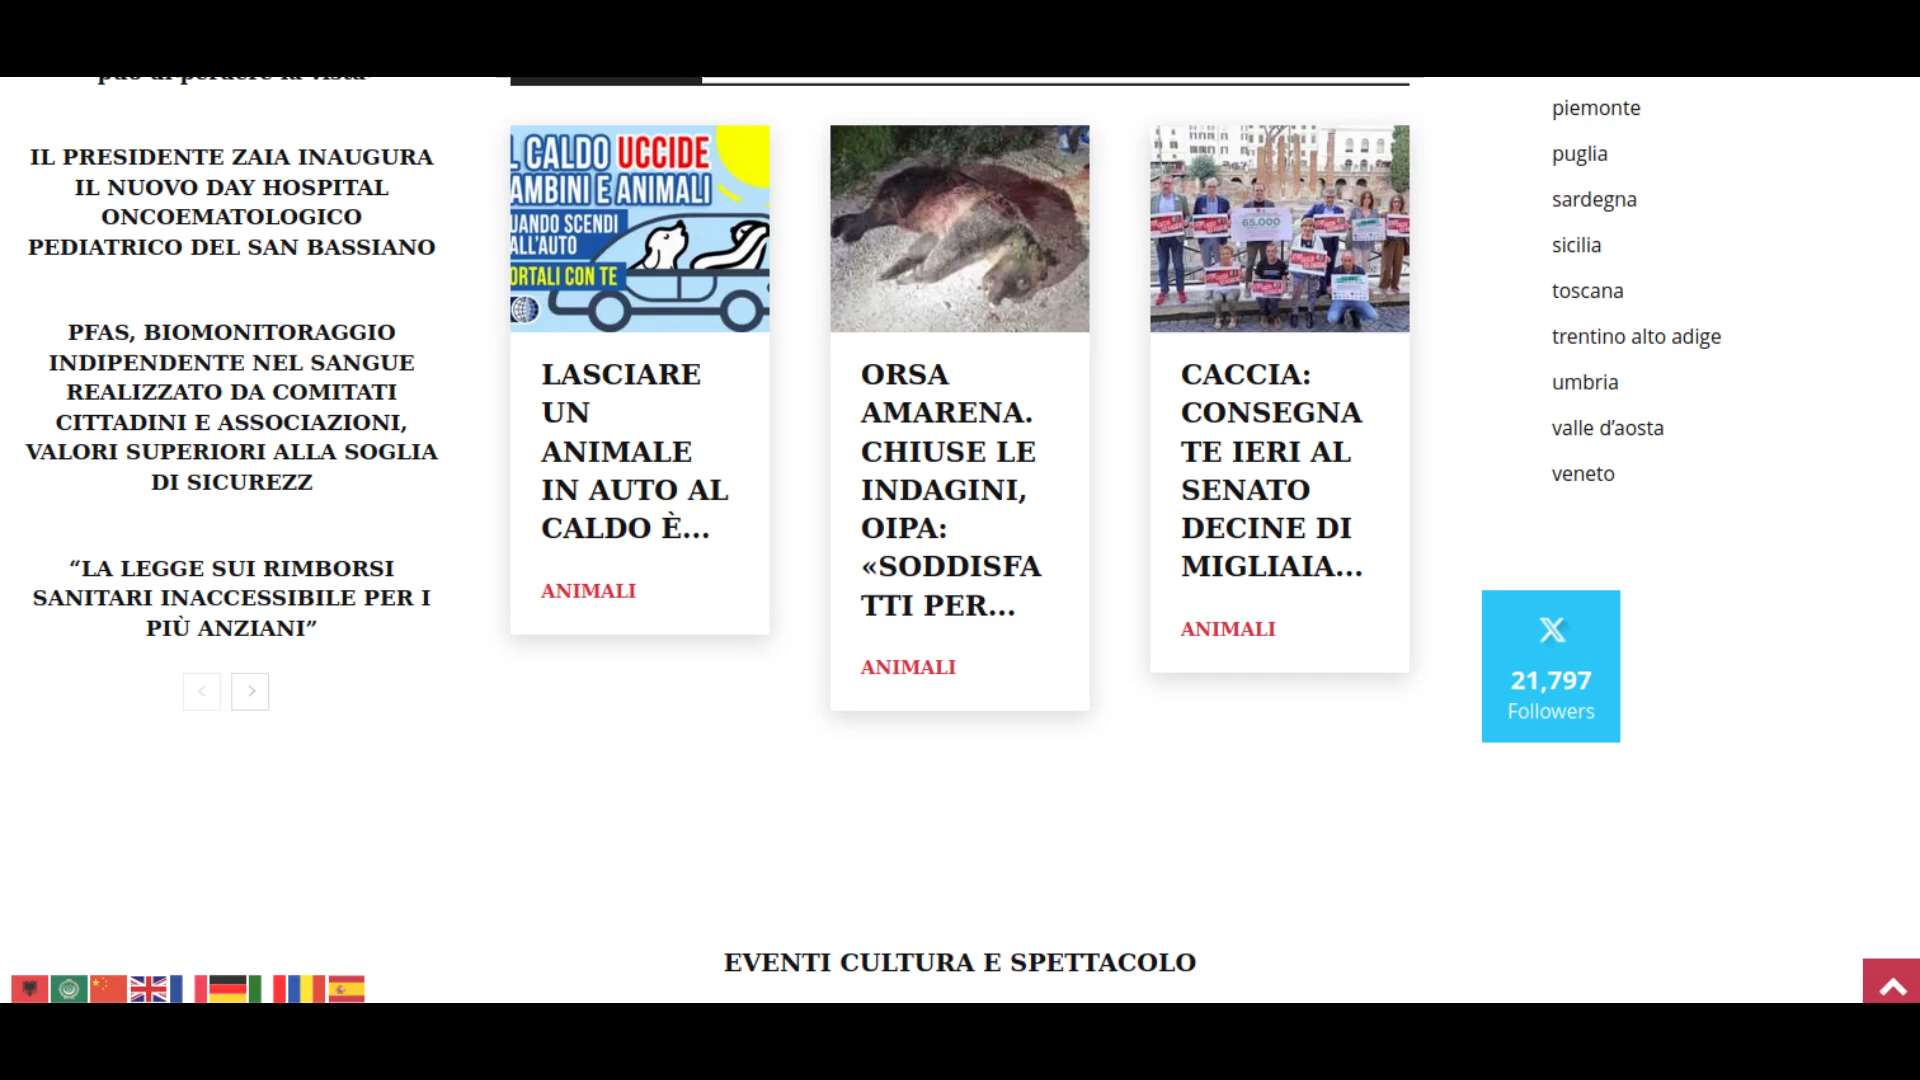 IL PRESIDENTE ZAIA INAUGURA
IL NUOVO DAY HOSPITAL
ONCOEMATOLOGICO
PEDIATRICO DEL SAN BASSIANO
PFAS, BIOMONITORAGGIO
INDIPENDENTE NEL SANGUE
REALIZZATO DA COMITATI
CITTADINI E ASSOCIAZIONI,
VALORI SUPERIORI ALLA SOGLIA
DI SICUREZZ
“LA LEGGE SUI RIMBORSI
SANITARI INACCESSIBILE PER I
PIÙ ANZIANI”
L CALDO UCCIDE
AMBINI E ANIMALI
UANDO SCENDI
ALL'AUTO
ORTALI CON TE
LASCIARE
UN
ANIMALE
IN AUTO AL
CALDO È...
ANIMALI
ORSA
AMARENA.
CHIUSE LE
INDAGINI,
OIPA:
«SODDISFA
TTI PER...
ANIMALI
65.000
CACCIA:
CONSEGNA
TE IERI AL
SENATO
DECINE DI
MIGLIAIA...
ANIMALI
piemonte
puglia
sardegna
sicilia
toscana
trentino alto adige
umbria
valle d’aosta
veneto
21,797
Followers
EVENTI CULTURA E SPETTACOLO